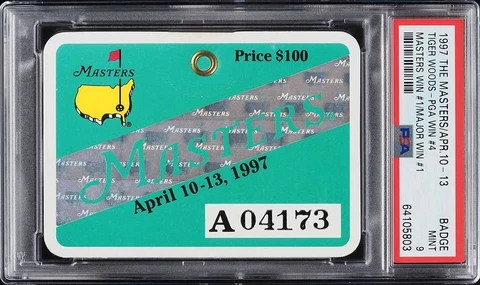 MASTERS
Price $100
MASTERS
April 10-13, 1997
A 04173
1997 THE MASTERS/APR.10 - 13
TIGER WOODS-PGA WIN #4
MASTERS WIN #1/MAJOR WIN #1
BADGE
MINT
9
PSA
64105803